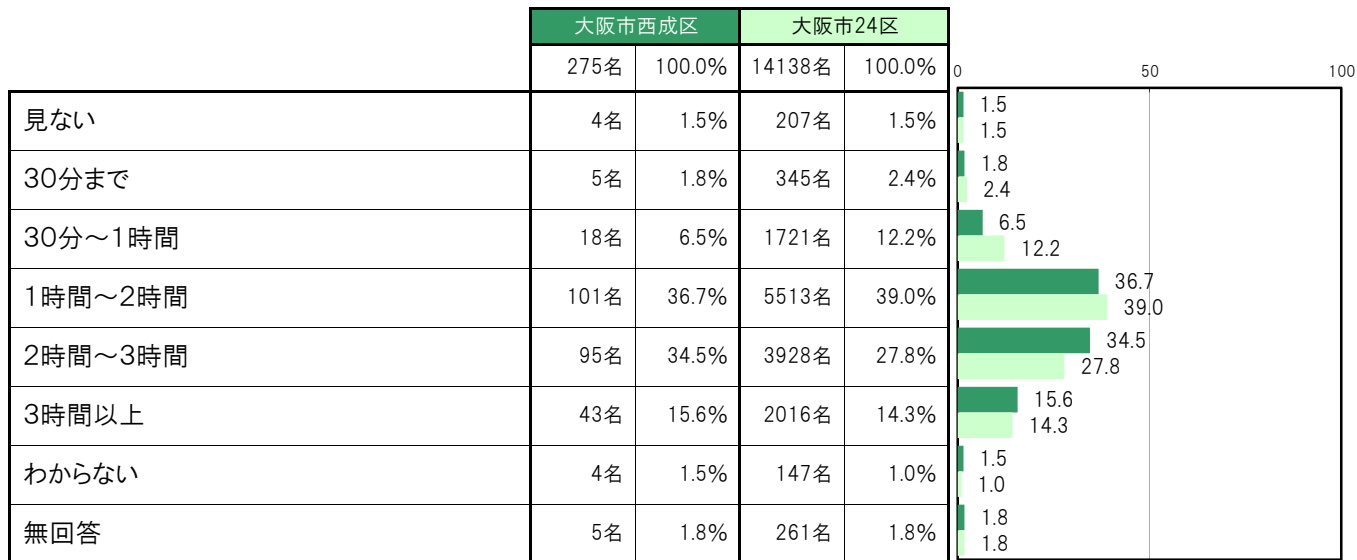 大阪市西成区 大阪市24区
275名 100.0% 14138名 100.0% 0 50 100
見ない 4名 1.5% 207名 1.5% 1.5
1.5
30分まで 5名 1.8% 345名 2.4% 1.8
2.4
30分～1時間 18名 6.5% 1721名 12.2% 6.5
12.2
1時間～2時間 101名 36.7% 5513名 39.0% 36.7
39.0
2時間～3時間 95名 34.5% 3928名 27.8% 34.5
27.8
3時間以上 43名 15.6% 2016名 14.3% 15.6
14.3
わからない 4名 1.5% 147名 1.0% 1.5
1.0
無回答 5名 1.8% 261名 1.8% 1.8
1.8